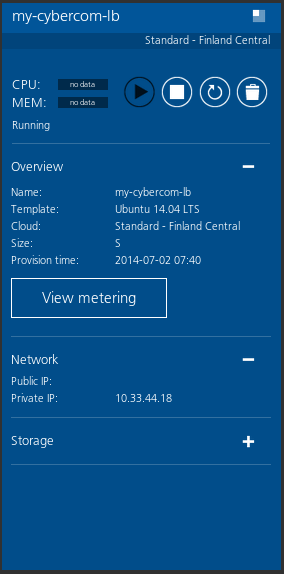 my-cybercom-lb
Standard - Finland Central
CPU: no data
MEM: no data
Running
Overview
Name: my-cybercom-lb
Template: Ubuntu 14.04 LTS
Cloud: Standard - Finland Central
Size: S
Provision time: 2014-07-02 07:40
View metering
Network
Public IP:
Private IP: 10.33.44.18
Storage